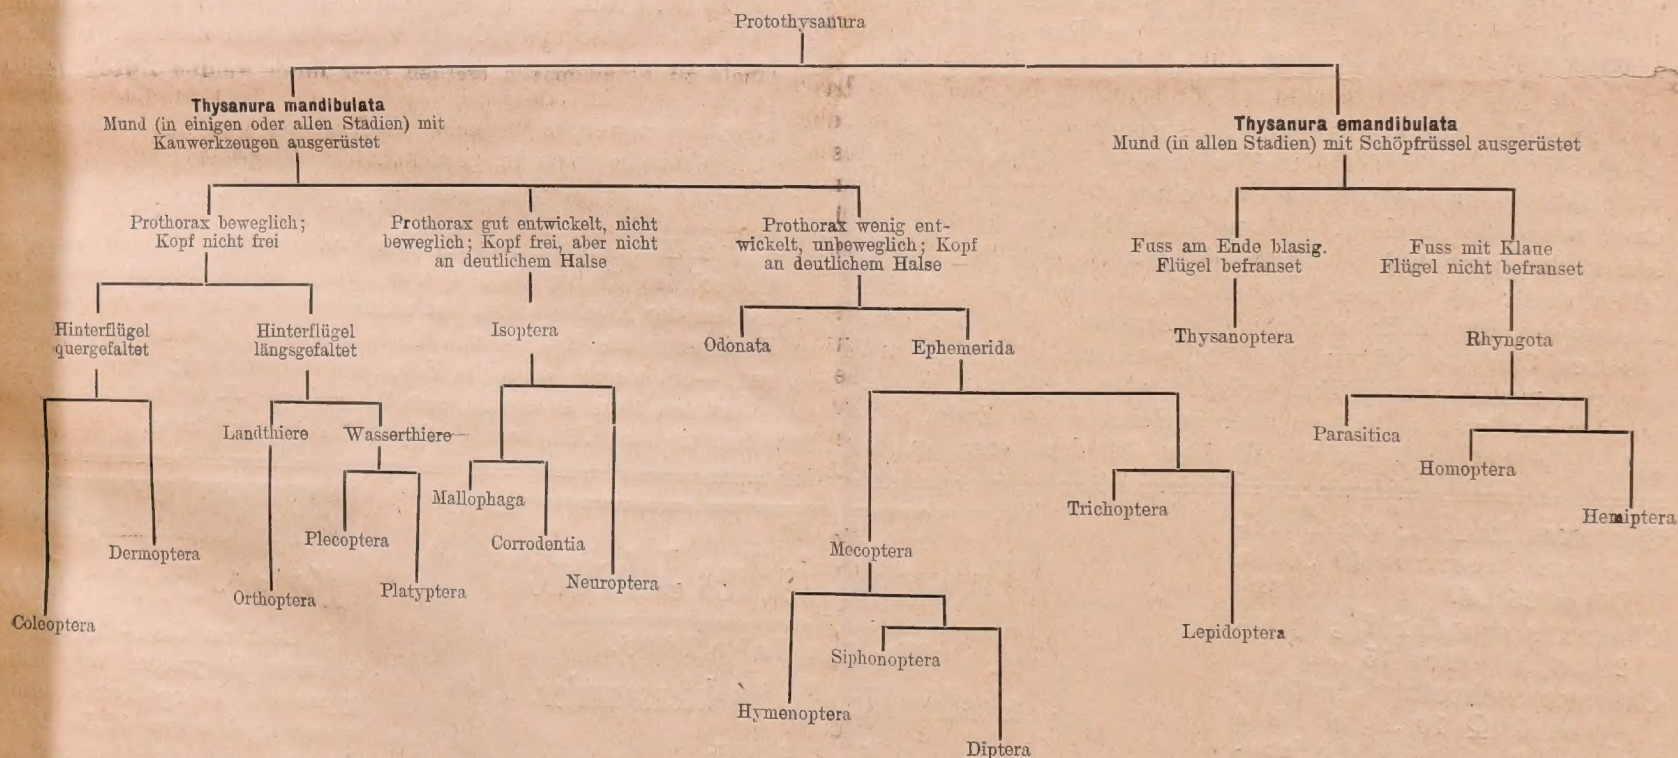 Protothysanura
Thysanura mandibulata
Mund (in einigen oder allen Stadien) mit
Kauwerkzeugen ausgerüstet
Thysanura emandibulata
Mund (in allen Stadien) mit Schöpfrüssel ausgerüstet
Prothorax beweglich;
Kopf nicht frei
Prothorax gut entwickelt, nicht
beweglich; Kopf frei, aber nicht
an deutlichem Halse
Prothorax wenig ent-
wickelt, unbeweglich; Kopf
an deutlichem Halse
Fuss am Ende blasig.
Flügel befranset
Fuss mit Klaue
Flügel nicht befranset
Hinterflügel
quergefaltet
Hinterflügel
längsgefaltet
Isoptera
Odonata
Ephemerida
Thysanoptera
Rhyngota
Landthiere
Wasserthiere
Parasitica
Homoptera
Hemiptera
Mallophaga
Corrodentia
Neuroptera
Trichoptera
Plecoptera
Platyptera
Dermoptera
Orthoptera
Coleoptera
Mecoptera
Lepidoptera
Siphonoptera
Hymenoptera
Diptera